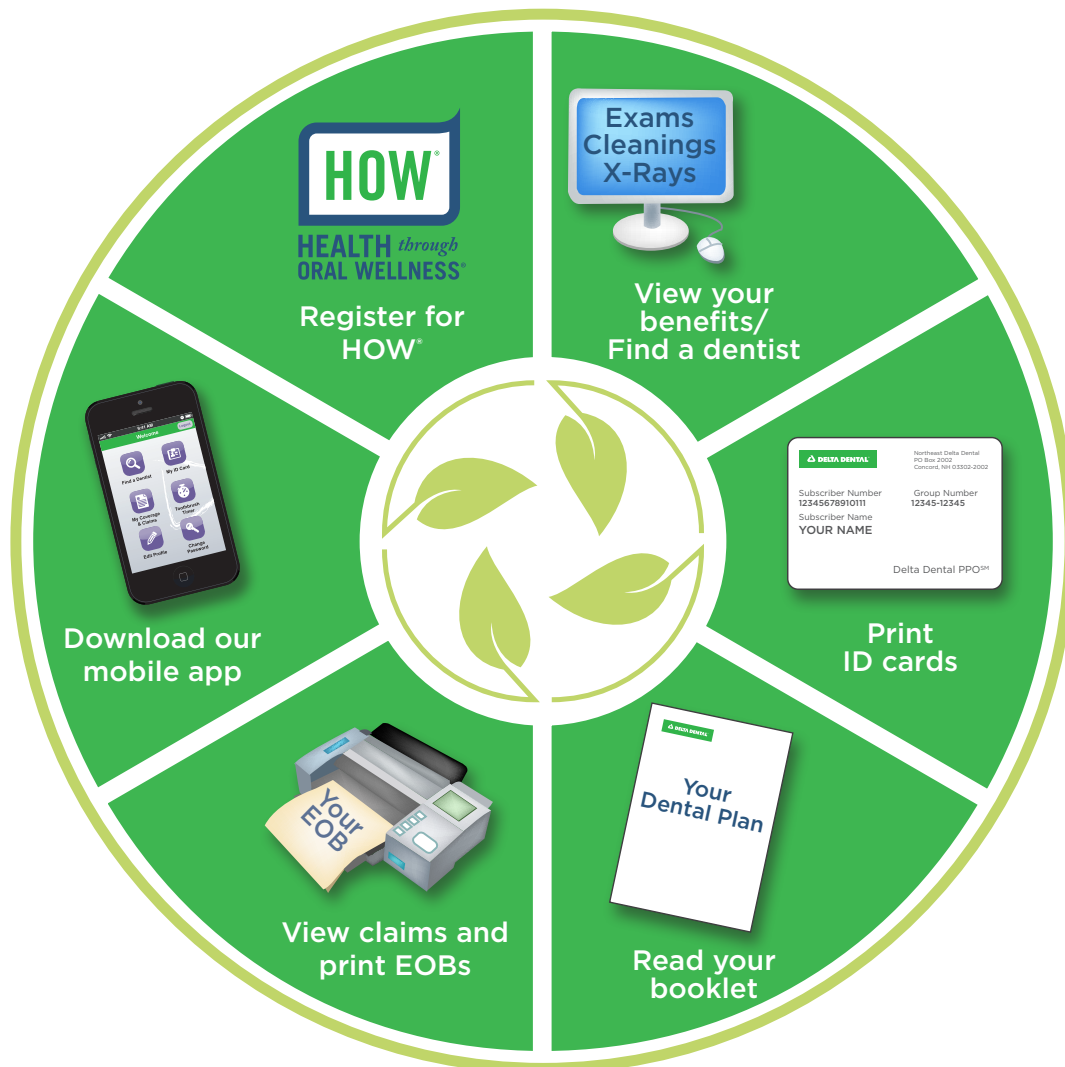 HOW®
HEALTH through
ORAL WELLNESS®
Register for
HOW®
Exams
Cleanings
X-Rays
View your
benefits/
Find a dentist
DELTA DENTAL
Northeast Delta Dental
PO Box 2002
Concord, NH 03302-2002
Subscriber Number
Group Number
12345678910111
12345-12345
Subscriber Name
YOUR NAME
Delta Dental PPO℠
Print
ID cards
DELTA DENTAL
Your
Dental Plan
Read your
booklet
Your
EOB
View claims and
print EOBs
9:41 AM
Welcome
Logout
Find a Dentist
My ID Card
My Coverage
& Claims
Toothbrush
Timer
Edit Profile
Change
Password
Download our
mobile app